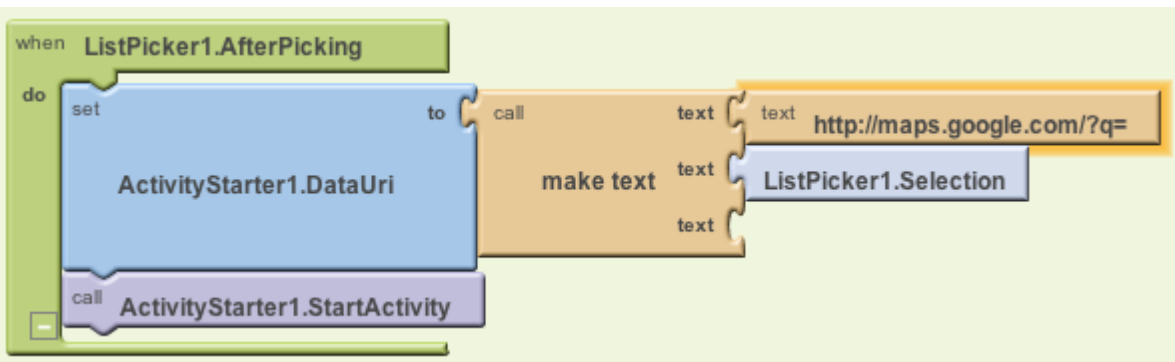 when ListPicker1.AfterPicking
do
set to call text text http://maps.google.com/?q=
ActivityStarter1.DataUri make text text ListPicker1.Selection
text
call ActivityStarter1.StartActivity